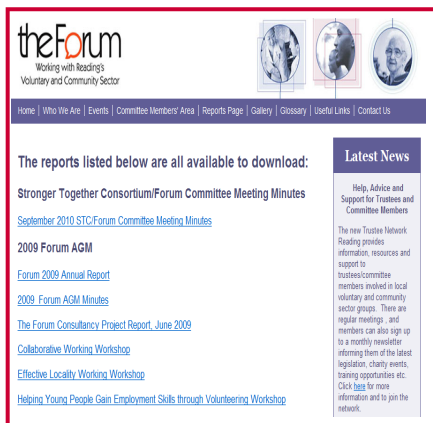 theForum
Working with Reading's
Voluntary and Community Sector
Home | Who We Are | Events | Committee Members' Area | Reports Page | Gallery | Glossary | Useful Links | Contact Us
The reports listed below are all available to download:
Stronger Together Consortium/Forum Committee Meeting Minutes
September 2010 STC/Forum Committee Meeting Minutes
2009 Forum AGM
Forum 2009 Annual Report
2009 Forum AGM Minutes
The Forum Consultancy Project Report, June 2009
Collaborative Working Workshop
Effective Locality Working Workshop
Helping Young People Gain Employment Skills through Volunteering Workshop
Latest News
Help, Advice and
Support for Trustees and
Committee Members
The new Trustee Network
Reading provides
information, resources and
support to
trustees/committee
members involved in local
voluntary and community
sector groups. There are
regular meetings , and
members can also sign up
to a monthly newsletter
informing them of the latest
legislation, charity events,
training opportunities etc.
Click here for more
information and to join the
network.